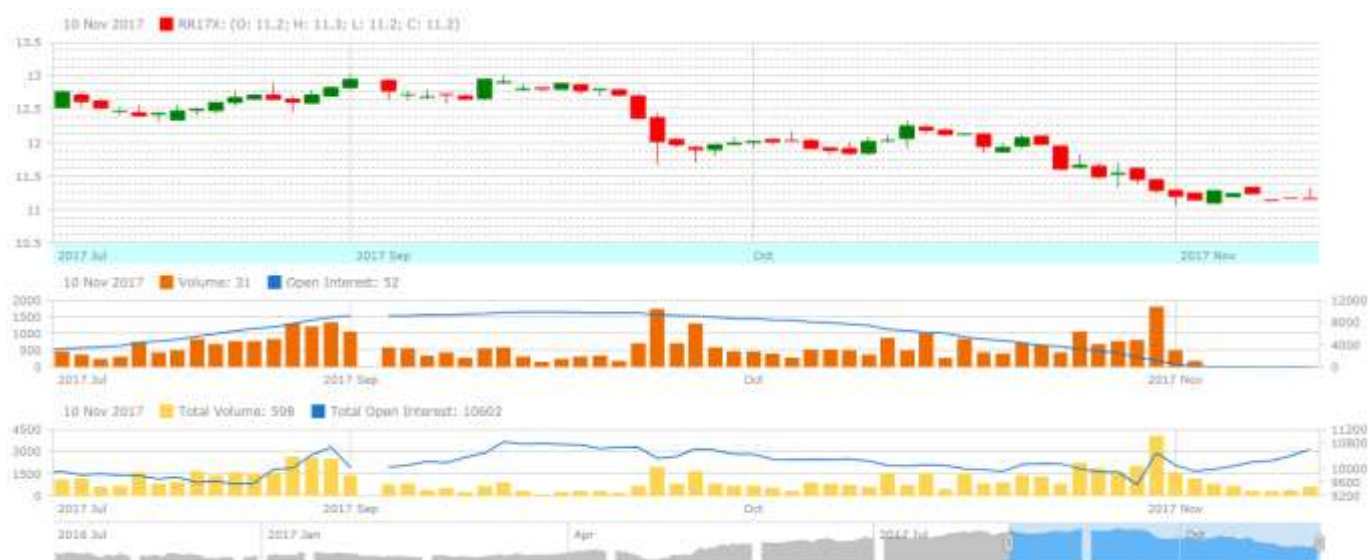 10 Nov 2017 RR17X: (O: 11.2; H: 11.3; L: 11.2; C: 11.2)
13.5
13
12.5
12
11.5
11
10.5
2017 Jul 2017 Sep Oct 2017 Nov
10 Nov 2017 Volume: 31 Open Interest: 52
2000 12000
1500 8000
1000
500 4000
0 0
2017 Jul 2017 Sep Oct 2017 Nov
10 Nov 2017 Total Volume: 598 Total Open Interest: 10602
4500 11200
10800
3000
10000
1500 9600
0 9200
2017 Jul 2017 Sep Oct 2017 Nov
2016 Jul 2017 Jan Apr 2017 Jul Oct